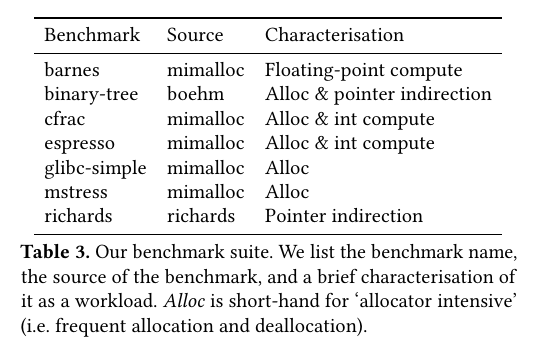 Benchmark Source Characterisation
barnes mimalloc Floating-point compute
binary-tree boehm Alloc & pointer indirection
cfrac mimalloc Alloc & int compute
espresso mimalloc Alloc & int compute
glibc-simple mimalloc Alloc
mstress mimalloc Alloc
richards richards Pointer indirection
Table 3. Our benchmark suite. We list the benchmark name,
the source of the benchmark, and a brief characterisation of
it as a workload. Alloc is short-hand for ‘allocator intensive’
(i.e. frequent allocation and deallocation).